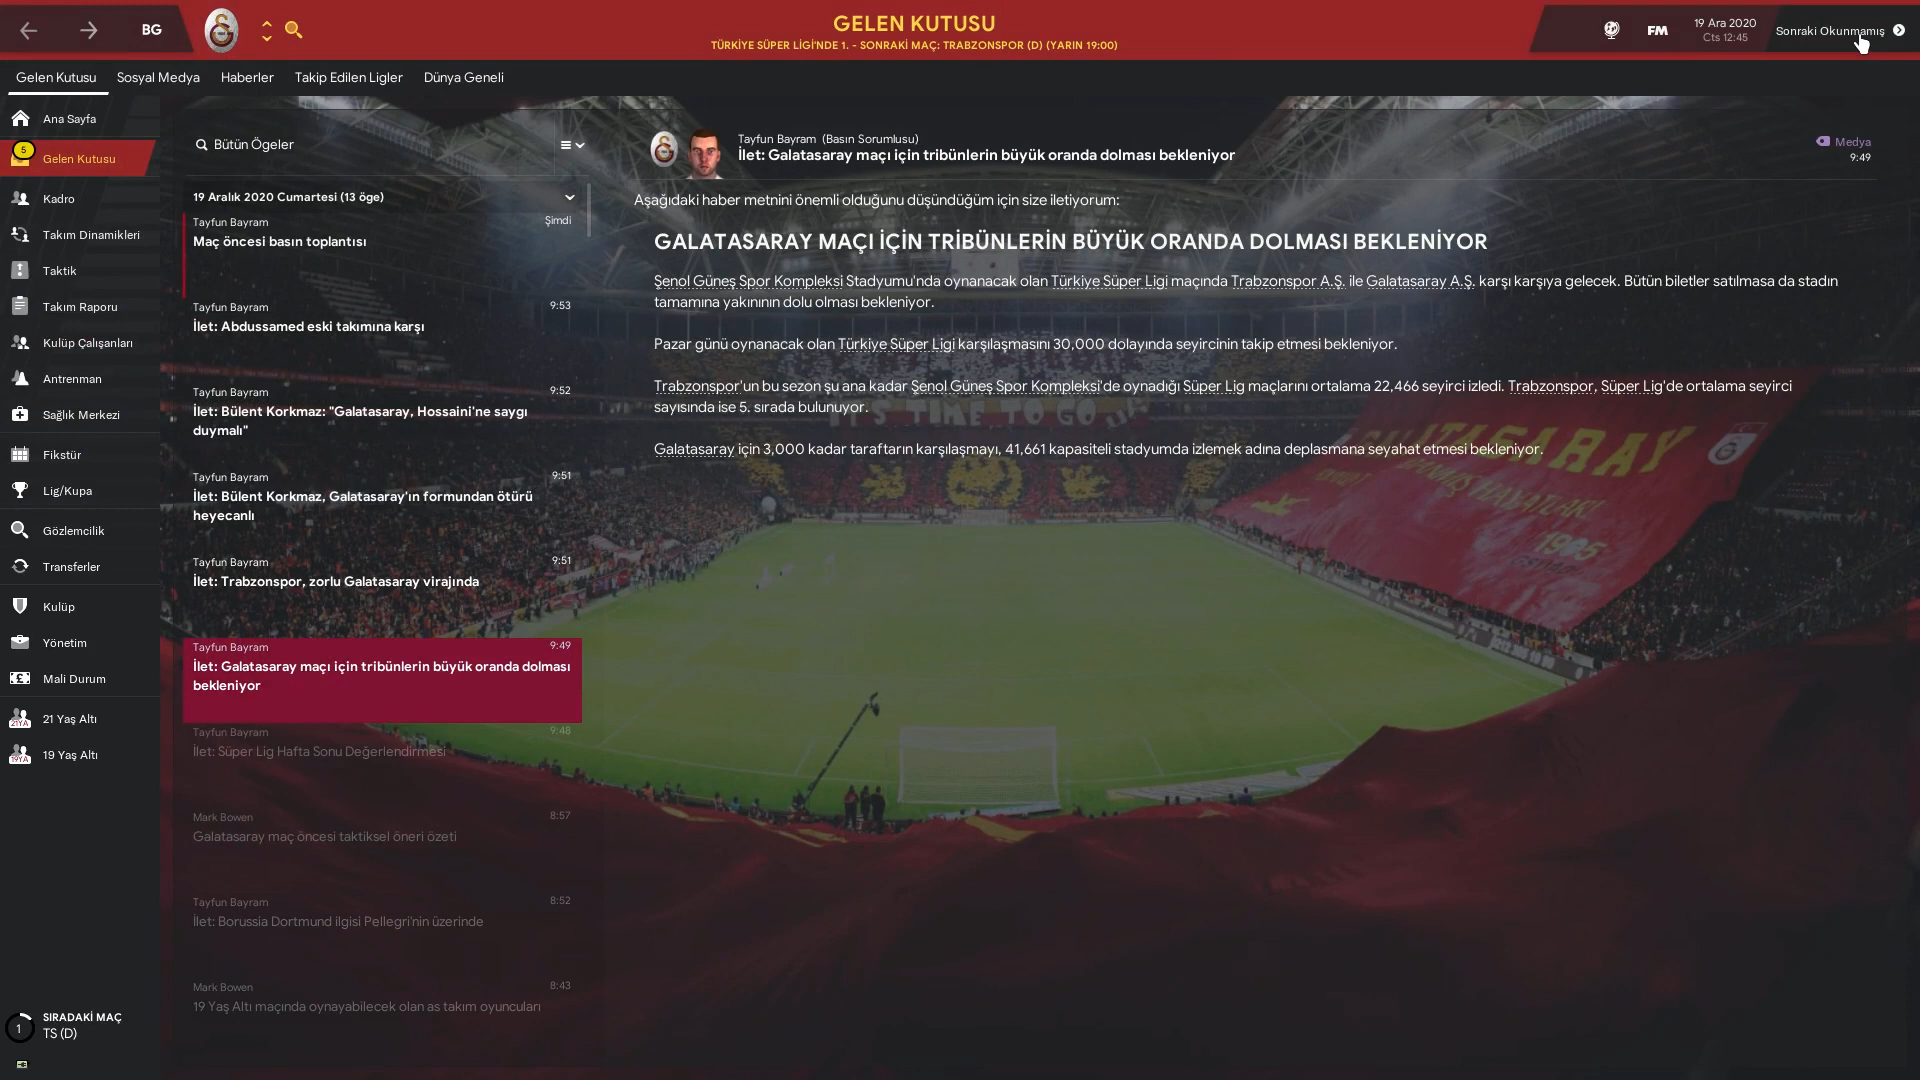 BG
GELEN KUTUSU
TÜRKİYE SÜPER LİGİ'NDE 1. - SONRAKİ MAÇ: TRABZONSPOR (D) (YARIN 19:00)
FM
19 Ara 2020
Cts 12:45
Sonraki Okunmamış
Gelen Kutusu
Sosyal Medya
Haberler
Takip Edilen Ligler
Dünya Geneli
Ana Sayfa
5
Gelen Kutusu
Kadro
Takım Dinamikleri
Taktik
Takım Raporu
Kulüp Çalışanları
Antrenman
Sağlık Merkezi
Fikstür
Lig/Kupa
Gözlemcilik
Transferler
Kulüp
Yönetim
Mali Durum
21YA
21 Yaş Altı
19YA
19 Yaş Altı
1
SIRADAKİ MAÇ
TS (D)
Bütün Ögeler
19 Aralık 2020 Cumartesi (13 öge)
Tayfun Bayram
Şimdi
Maç öncesi basın toplantısı
Tayfun Bayram
9:53
İlet: Abdussamed eski takımına karşı
Tayfun Bayram
9:52
İlet: Bülent Korkmaz: "Galatasaray, Hossaini'ne saygı
duymalı"
Tayfun Bayram
9:51
İlet: Bülent Korkmaz, Galatasaray'ın formundan ötürü
heyecanlı
Tayfun Bayram
9:51
İlet: Trabzonspor, zorlu Galatasaray virajında
Tayfun Bayram
9:49
İlet: Galatasaray maçı için tribünlerin büyük oranda dolması
bekleniyor
Tayfun Bayram
9:48
İlet: Süper Lig Hafta Sonu Değerlendirmesi
Mark Bowen
8:57
Galatasaray maç öncesi taktiksel öneri özeti
Tayfun Bayram
8:52
İlet: Borussia Dortmund ilgisi Pellegri'nin üzerinde
Mark Bowen
8:43
19 Yaş Altı maçında oynayabilecek olan as takım oyuncuları
Tayfun Bayram (Basın Sorumlusu)
İlet: Galatasaray maçı için tribünlerin büyük oranda dolması bekleniyor
Medya
9:49
Aşağıdaki haber metnini önemli olduğunu düşündüğüm için size iletiyorum:
GALATASARAY MAÇI İÇİN TRİBÜNLERİN BÜYÜK ORANDA DOLMASI BEKLENİYOR
Şenol Güneş Spor Kompleksi Stadyumu'nda oynanacak olan Türkiye Süper Ligi maçında Trabzonspor A.Ş. ile Galatasaray A.Ş. karşı karşıya gelecek. Bütün biletler satılmasa da stadın
tamamına yakınının dolu olması bekleniyor.
Pazar günü oynanacak olan Türkiye Süper Ligi karşılaşmasını 30,000 dolayında seyircinin takip etmesi bekleniyor.
Trabzonspor'un bu sezon şu ana kadar Şenol Güneş Spor Kompleksi'de oynadığı Süper Lig maçlarını ortalama 22,466 seyirci izledi. Trabzonspor, Süper Lig'de ortalama seyirci
sayısında ise 5. sırada bulunuyor.
IT'S TIME TO GO
Galatasaray için 3,000 kadar taraftarın karşılaşmayı, 41,661 kapasiteli stadyumda izlemek adına deplasmana seyahat etmesi bekleniyor.